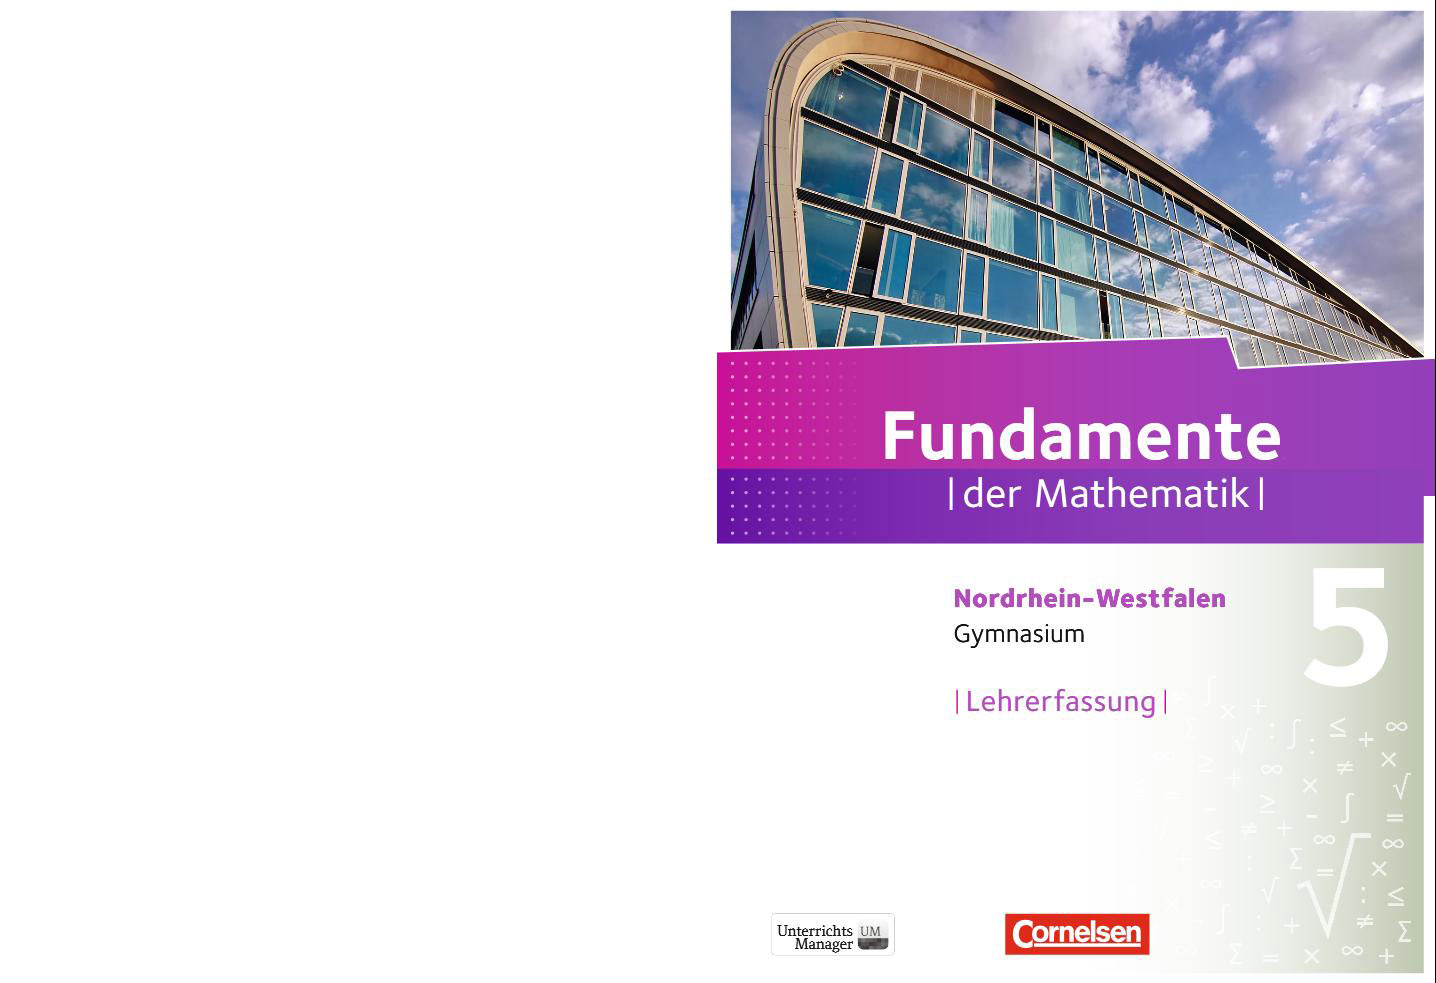 Fundamente
|der Mathematik|
Nordrhein-Westfalen
Gymnasium
5
|Lehrerfassung|
Unterrichts
Manager
UM
Cornelsen